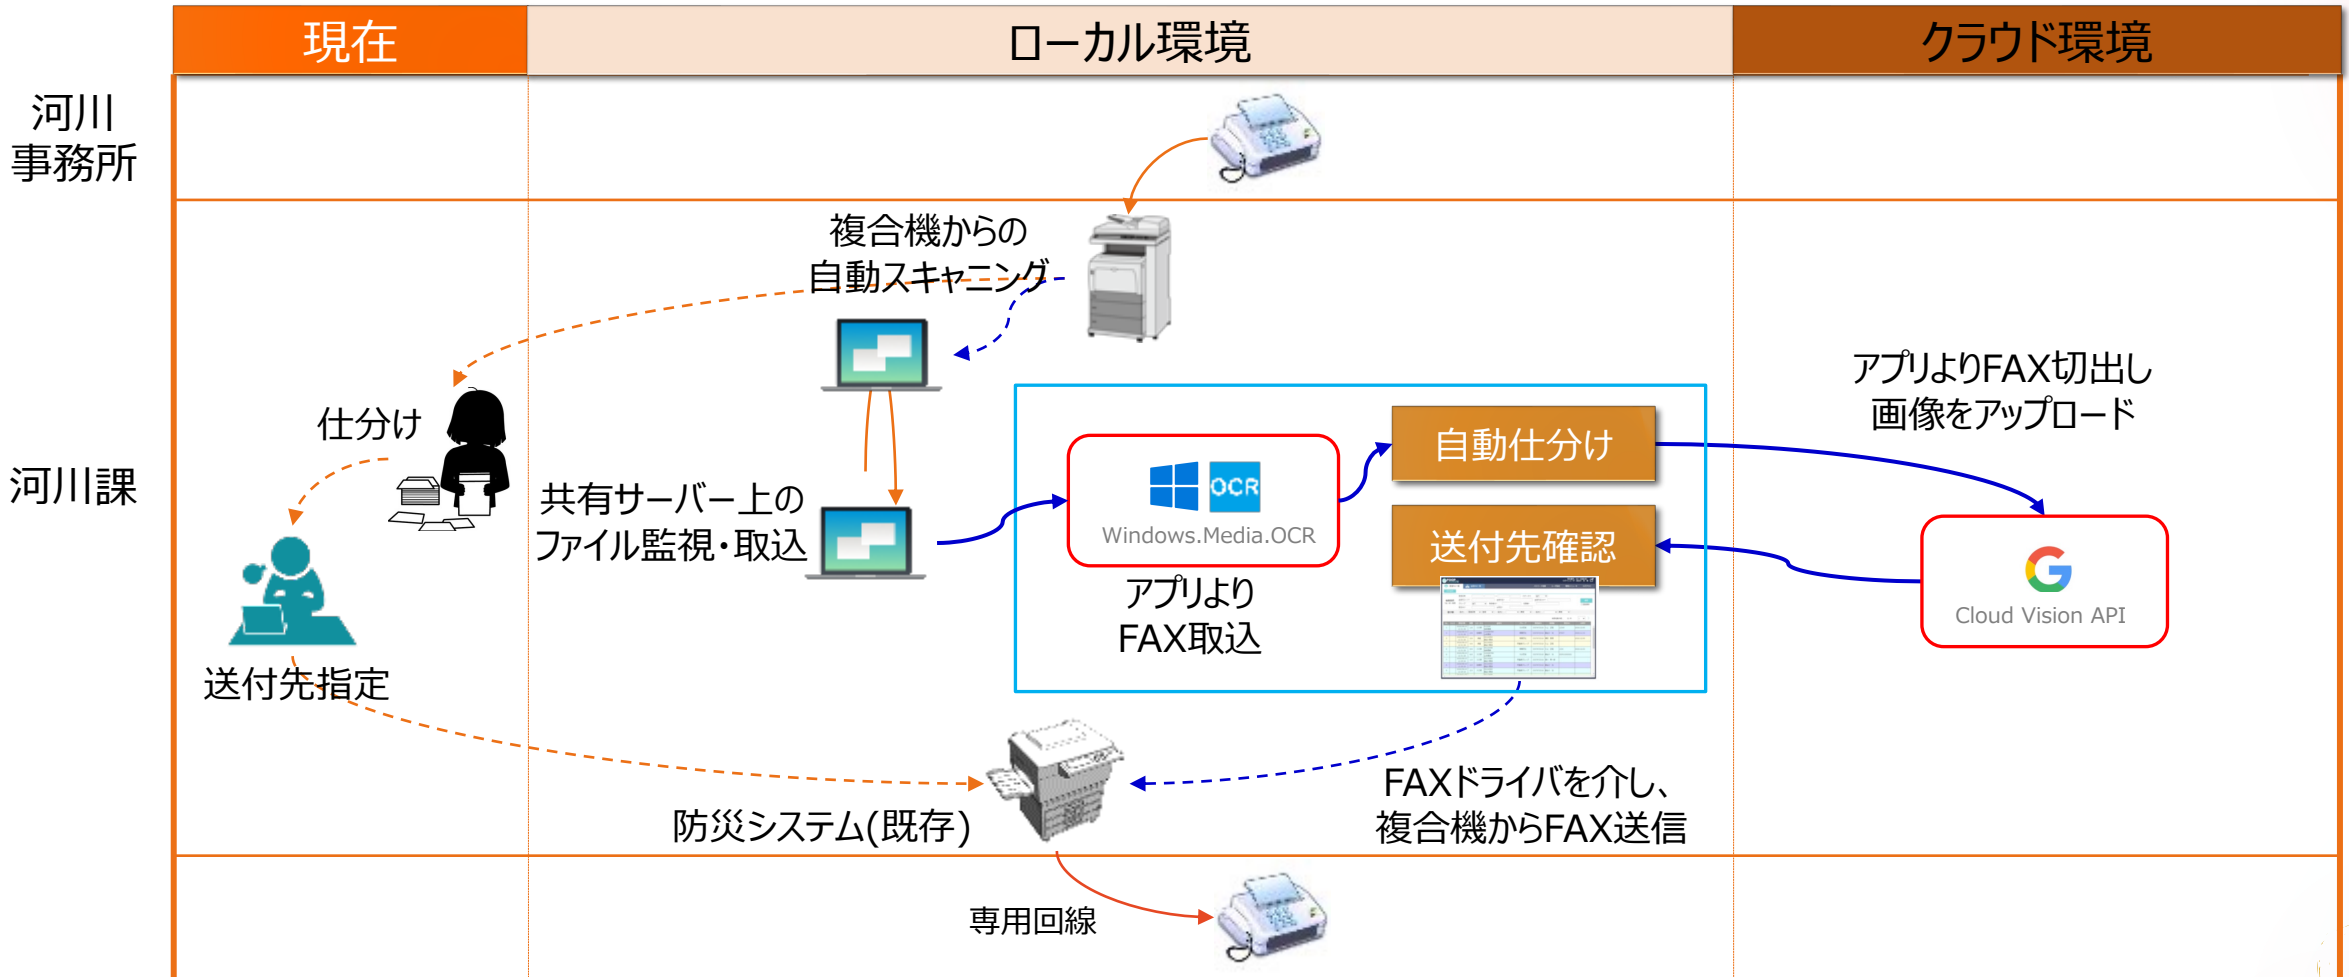 現在
ローカル環境
クラウド環境
河川
事務所
複合機からの
自動スキャニング
アプリよりFAX切出し
画像をアップロード
仕分け
自動仕分け
河川課
共有サーバー上の
ファイル監視・取込
OCR
Windows.Media.OCR
送付先確認
アプリより
FAX取込
Cloud Vision API
送付先指定
FAXドライバを介し、
複合機からFAX送信
防災システム(既存)
専用回線